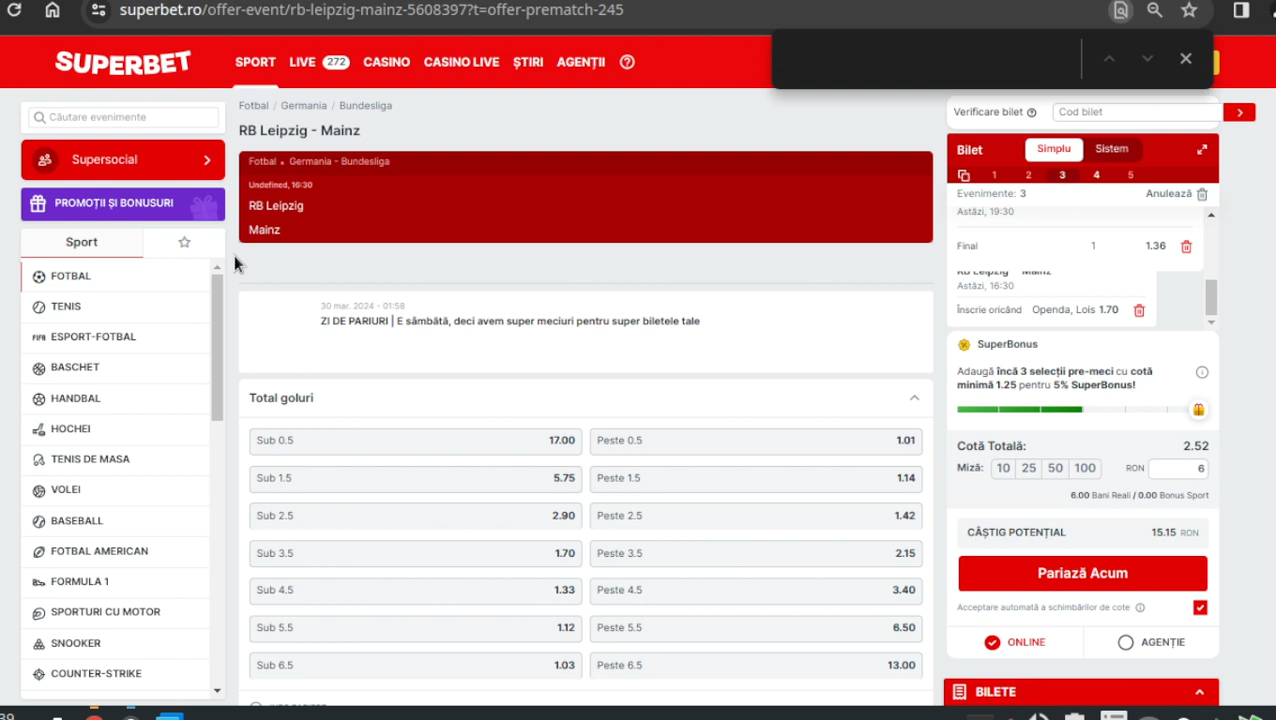 superbet.ro/offer-event/rb-leipzig-mainz-5608397?t=offer-prematch-245
SUPERBET
SPORT
LIVE 272
CASINO
CASINO LIVE
ȘTIRI
AGENȚII
Căutare evenimente
Supersocial
PROMOȚII ȘI BONUSURI
Sport
FOTBAL
TENIS
FIFA ESPORT-FOTBAL
BASCHET
HANDBAL
HOCHEI
TENIS DE MASA
VOLEI
BASEBALL
FOTBAL AMERICAN
FORMULA 1
SPORTURI CU MOTOR
SNOOKER
COUNTER-STRIKE
Fotbal / Germania / Bundesliga
RB Leipzig - Mainz
Fotbal • Germania - Bundesliga
Undefined, 16:30
RB Leipzig
Mainz
30 mar. 2024 - 01:58
ZI DE PARIURI | E sâmbătă, deci avem super meciuri pentru super biletele tale
Total goluri
Sub 0.5 17.00 Peste 0.5 1.01
Sub 1.5 5.75 Peste 1.5 1.14
Sub 2.5 2.90 Peste 2.5 1.42
Sub 3.5 1.70 Peste 3.5 2.15
Sub 4.5 1.33 Peste 4.5 3.40
Sub 5.5 1.12 Peste 5.5 6.50
Sub 6.5 1.03 Peste 6.5 13.00
Verificare bilet
Cod bilet
Bilet
Simplu
Sistem
1 2 3 4 5
Evenimente: 3
Anulează
Astăzi, 19:30
Final 1 1.36
RB Leipzig - Mainz
Astăzi, 16:30
Înscrie oricând Openda, Lois 1.70
SuperBonus
Adaugă încă 3 selecții pre-meci cu cotă
minimă 1.25 pentru 5% SuperBonus!
Cotă Totală: 2.52
Miză: 10 25 50 100 RON 6
6.00 Bani Reali / 0.00 Bonus Sport
CÂȘTIG POTENȚIAL 15.15 RON
Pariază Acum
Acceptare automată a schimbărilor de cote
ONLINE
AGENȚIE
BILETE